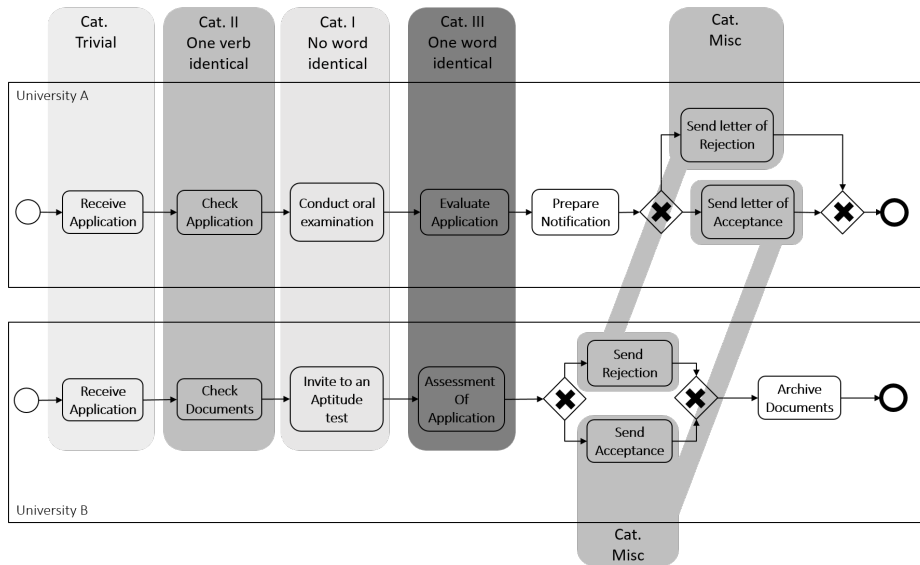 Cat.
Trivial
Cat. II
One verb
identical
Cat. I
No word
identical
Cat. III
One word
identical
Cat.
Misc
University A
Receive
Application
Check
Application
Conduct oral
examination
Evaluate
Application
Prepare
Notification
Send letter of
Rejection
Send letter of
Acceptance
Receive
Application
Check
Documents
Invite to an
Aptitude
test
Assessment
Of
Application
Send
Rejection
Send
Acceptance
Archive
Documents
University B
Cat.
Misc